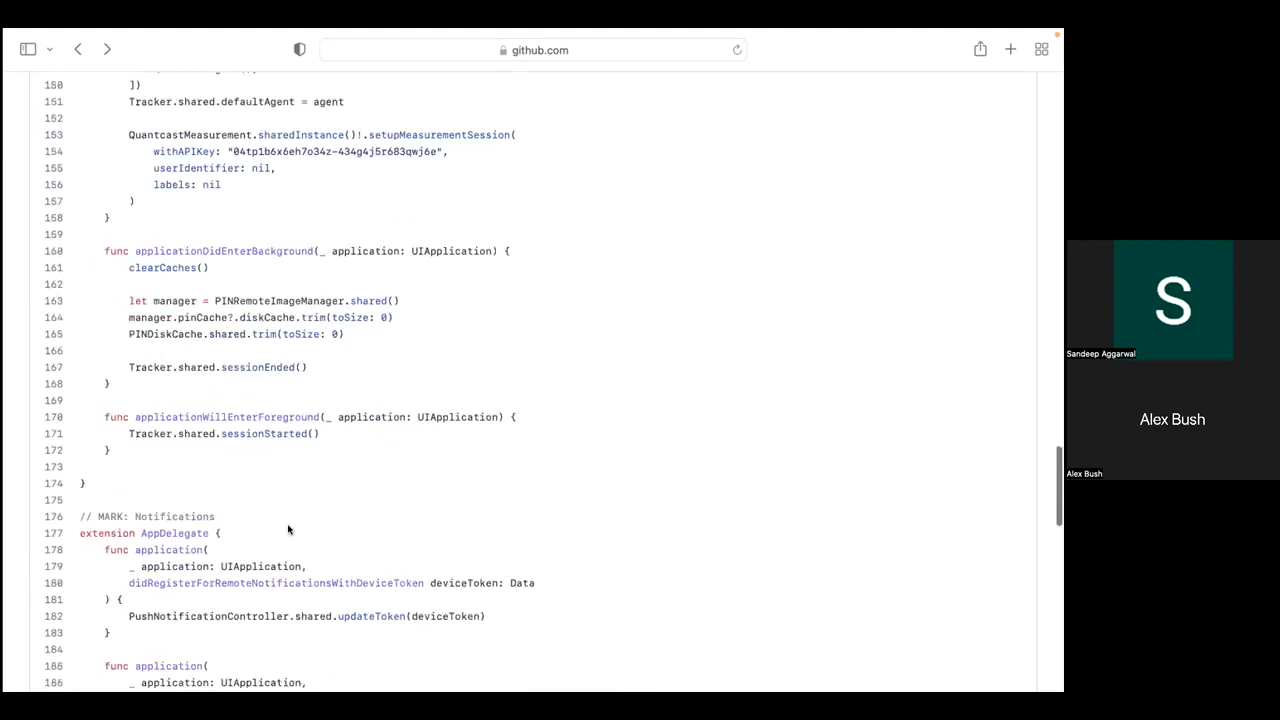 github.com
150 ])
151 Tracker.shared.defaultAgent = agent
152
153 QuantcastMeasurement.sharedInstance()!.setupMeasurementSession(
154 withAPIKey: "04tp1b6x6eh7o34z-434g4j5r683qwj6e",
155 userIdentifier: nil,
156 labels: nil
157 )
158 }
159
160 func applicationDidEnterBackground(_ application: UIApplication) {
161 clearCaches()
162
163 let manager = PINRemoteImageManager.shared()
164 manager.pinCache?.diskCache.trim(toSize: 0)
165 PINDiskCache.shared.trim(toSize: 0)
166
167 Tracker.shared.sessionEnded()
168 }
169
170 func applicationWillEnterForeground(_ application: UIApplication) {
171 Tracker.shared.sessionStarted()
172 }
173
174 }
175
176 // MARK: Notifications
177 extension AppDelegate {
178 func application(
179 _ application: UIApplication,
180 didRegisterForRemoteNotificationsWithDeviceToken deviceToken: Data
181 ) {
182 PushNotificationController.shared.updateToken(deviceToken)
183 }
184
185 func application(
186 _ application: UIApplication,
S
Sandeep Aggarwal
Alex Bush
Alex Bush